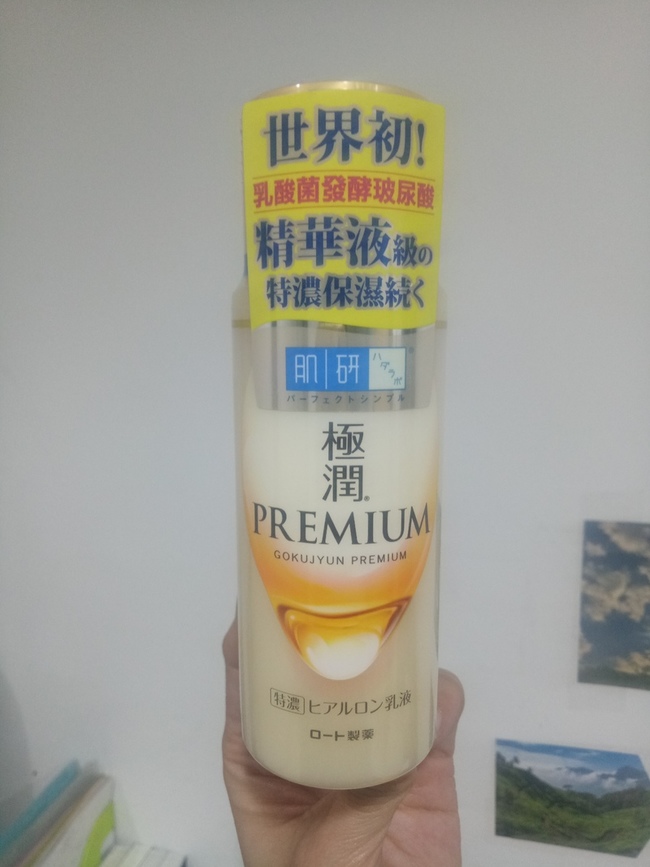 世界初!
乳酸菌發酵玻尿酸
精華液級の
特濃保濕続く
肌研 ハダラボ®
パーフェクトシンプル
極
潤®
PREMIUM
GOKUJYUN PREMIUM
特濃 ヒアルロン乳液
ロート製薬